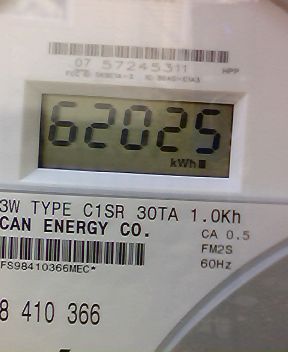 07 57245311
HPP
62025
kWh
3W TYPE C1SR 30TA 1.0Kh
CAN ENERGY CO.
CA 0.5
FM2S
60Hz
FS98410366MEC*
8 410 366